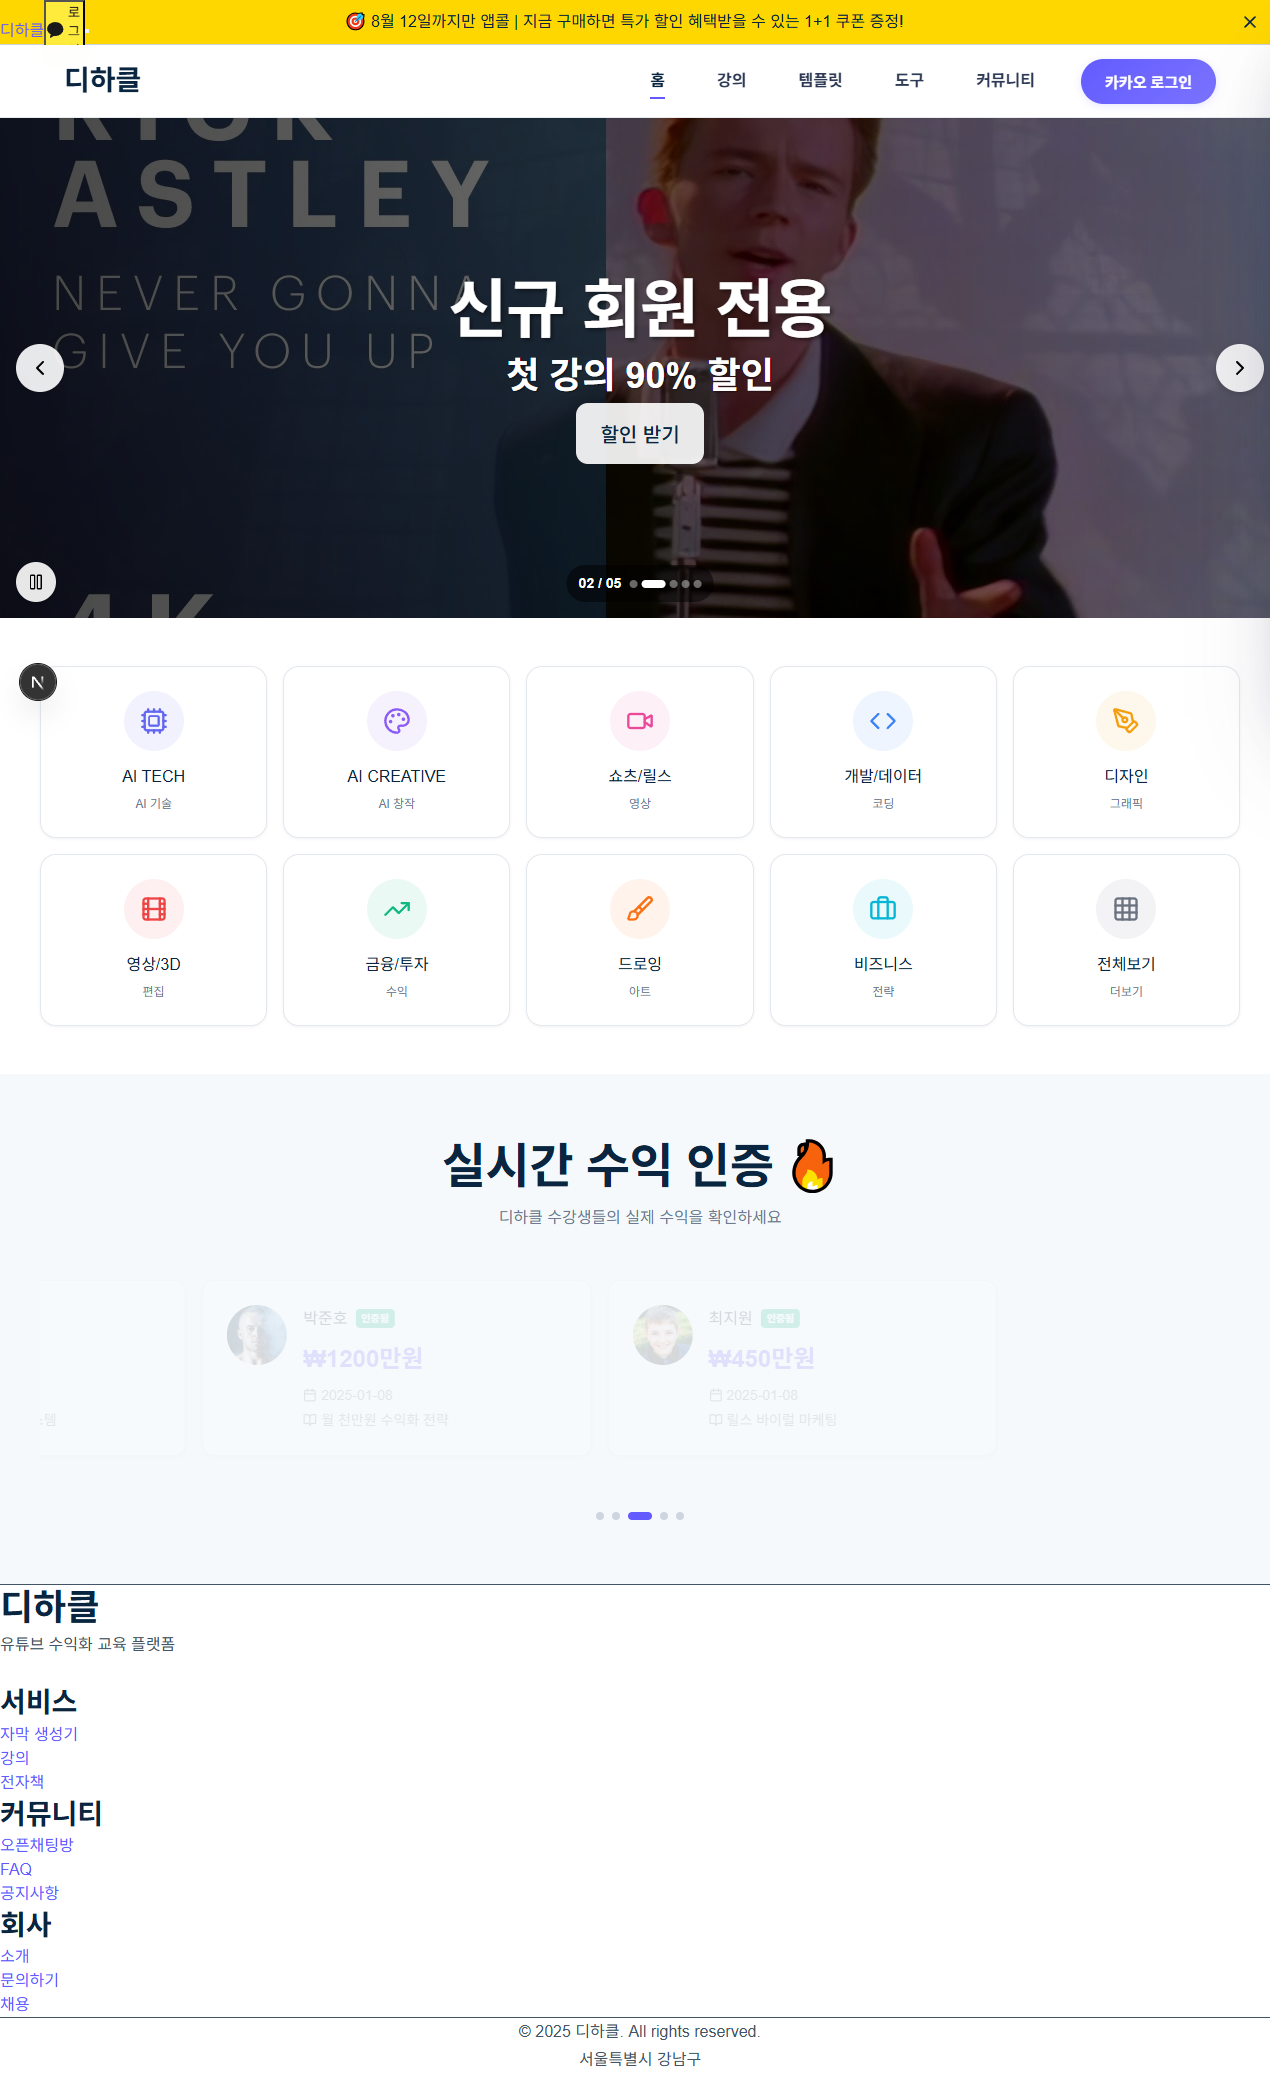 디하클
로그
🎯 8월 12일까지만 앱콜 | 지금 구매하면 특가 할인 혜택받을 수 있는 1+1 쿠폰 증정!
디하클
홈
강의
템플릿
도구
커뮤니티
카카오 로그인
RICK
ASTLEY
NEVER GONNA
GIVE YOU UP
4K
신규 회원 전용
첫 강의 90% 할인
할인 받기
02 / 05
N
AI TECH
AI 기술
AI CREATIVE
AI 창작
쇼츠/릴스
영상
개발/데이터
코딩
디자인
그래픽
영상/3D
편집
금융/투자
수익
드로잉
아트
비즈니스
전략
전체보기
더보기
실시간 수익 인증 🔥
디하클 수강생들의 실제 수익을 확인하세요
템
박준호 인증됨
₩1200만원
2025-01-08
월 천만원 수익화 전략
최지원 인증됨
₩450만원
2025-01-08
릴스 바이럴 마케팅
디하클
유튜브 수익화 교육 플랫폼
서비스
자막 생성기
강의
전자책
커뮤니티
오픈채팅방
FAQ
공지사항
회사
소개
문의하기
채용
© 2025 디하클. All rights reserved.
서울특별시 강남구